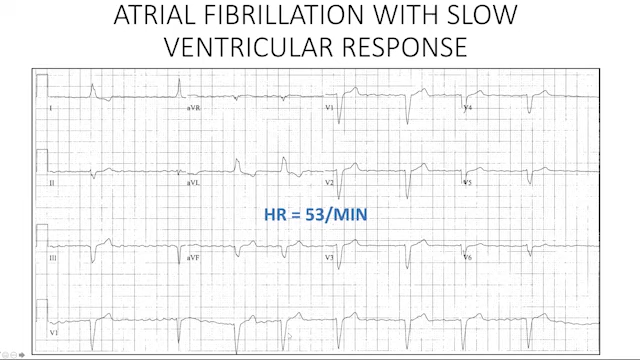 ATRIAL FIBRILLATION WITH SLOW
VENTRICULAR RESPONSE
I
aVR
V1
V4
II
aVL
V2
V5
HR = 53/MIN
III
aVF
V3
V6
V1